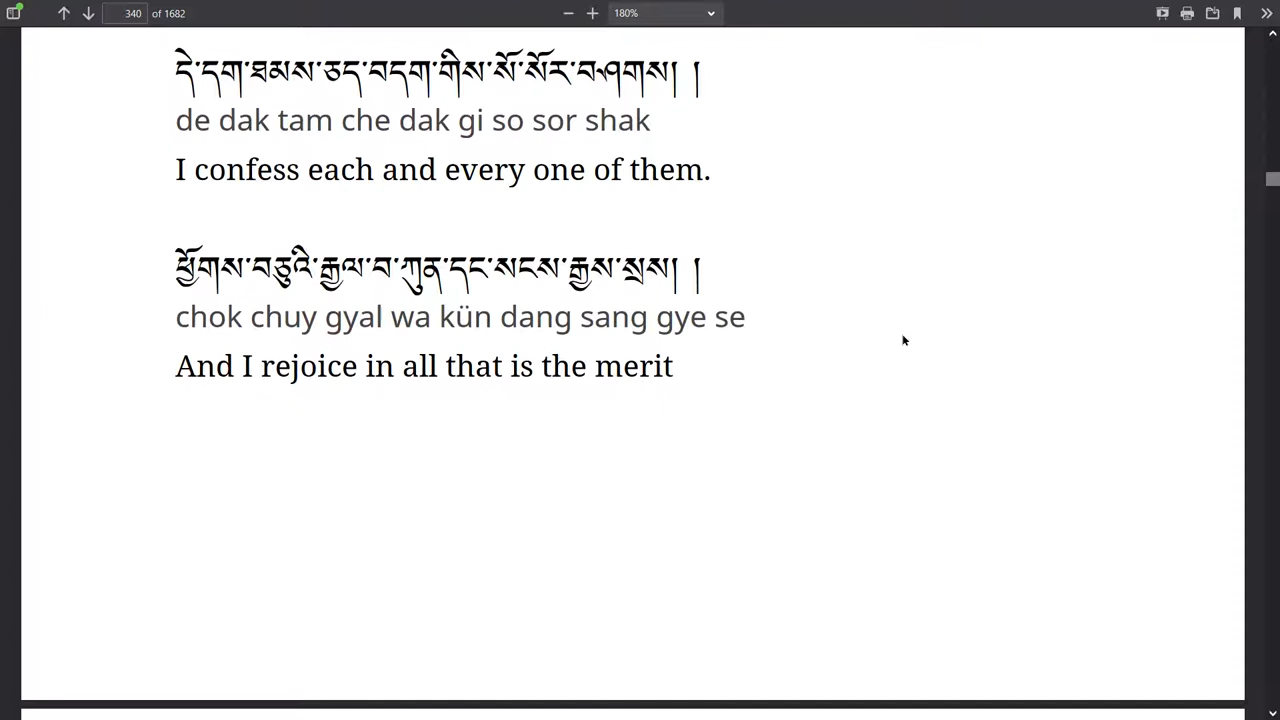 340 of 1682
180%
དེ་དག་ཐམས་ཅད་བདག་གིས་སོ་སོར་བཤགས། །
de dak tam che dak gi so sor shak
I confess each and every one of them.
ཕྱོགས་བཅུའི་རྒྱལ་བ་ཀུན་དང་སངས་རྒྱས་སྲས། །
chok chuy gyal wa kün dang sang gye se
And I rejoice in all that is the merit